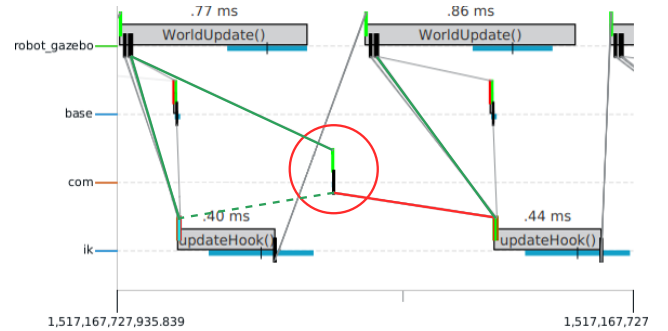 .77 ms
.86 ms
WorldUpdate()
WorldUpdate()
robot_gazebo
base
com
.40 ms
.44 ms
updateHook()
updateHook()
ik
1,517,167,727,935.839
1,517,167,727